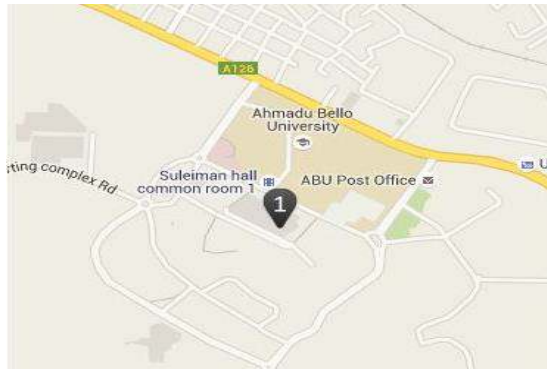 A126
Ahmadu Bello
University
Suleiman hall
common room 1
ABU Post Office
rting complex Rd
U
1